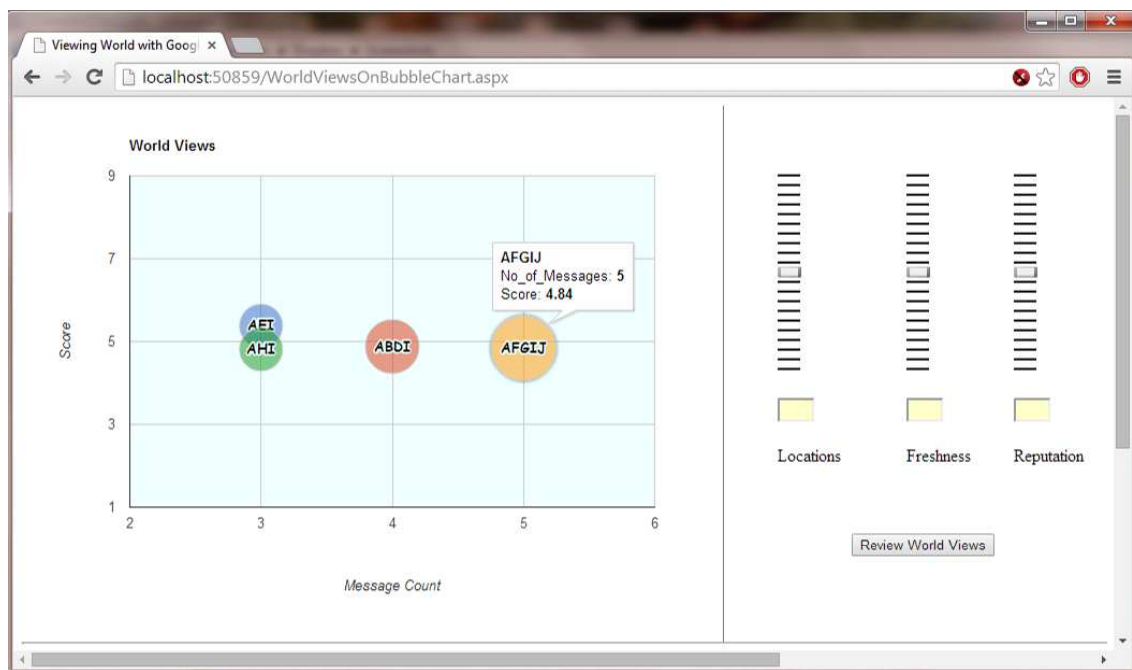 Viewing World with Googl
localhost:50859/WorldViewsOnBubbleChart.aspx
World Views
9
7
5
3
1
Score
2 3 4 5 6
Message Count
AEI
AHI
ABDI
AFGIJ
AFGIJ
No_of_Messages: 5
Score: 4.84
Locations Freshness Reputation
Review World Views